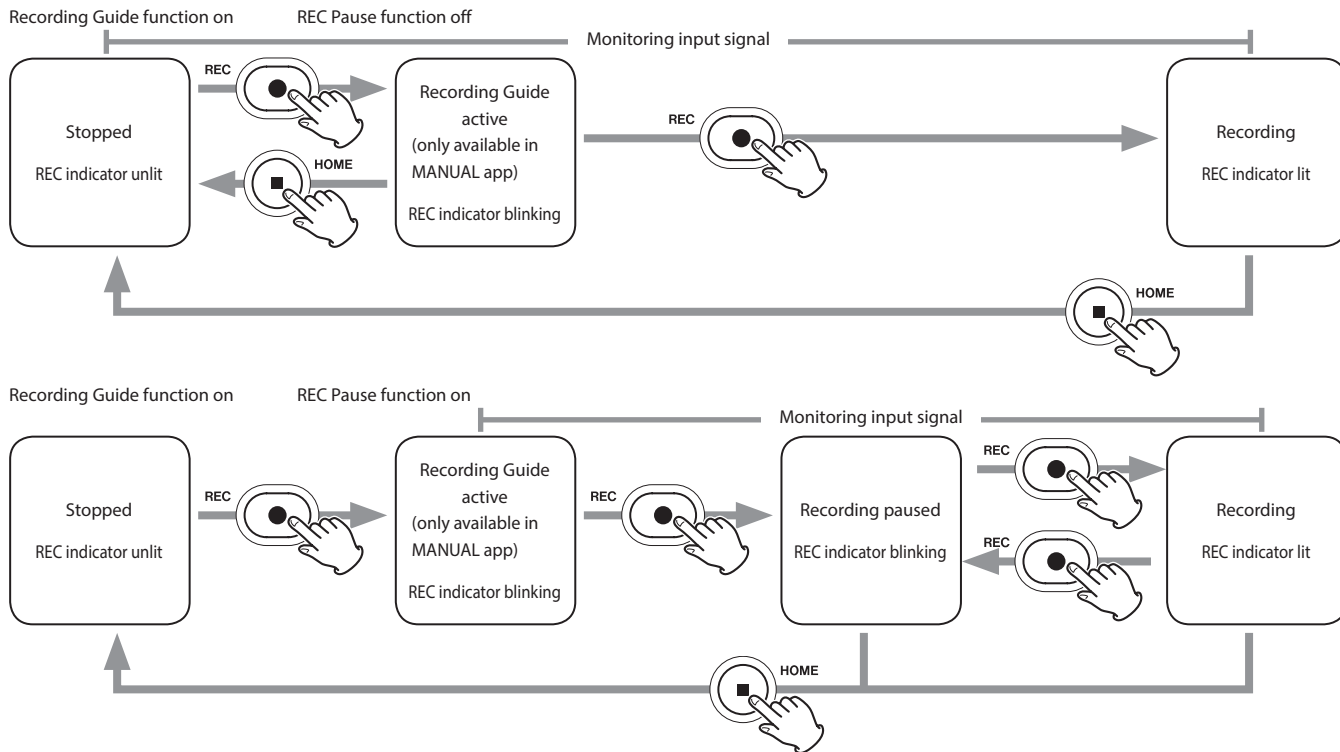 Recording Guide function on REC Pause function off
Monitoring input signal
Stopped
REC indicator unlit
REC
HOME
Recording Guide
active
(only available in
MANUAL app)
REC indicator blinking
REC
Recording
REC indicator lit
HOME
Recording Guide function on REC Pause function on
Monitoring input signal
Stopped
REC indicator unlit
REC
Recording Guide
active
(only available in
MANUAL app)
REC indicator blinking
REC
Recording paused
REC indicator blinking
REC
REC
Recording
REC indicator lit
HOME